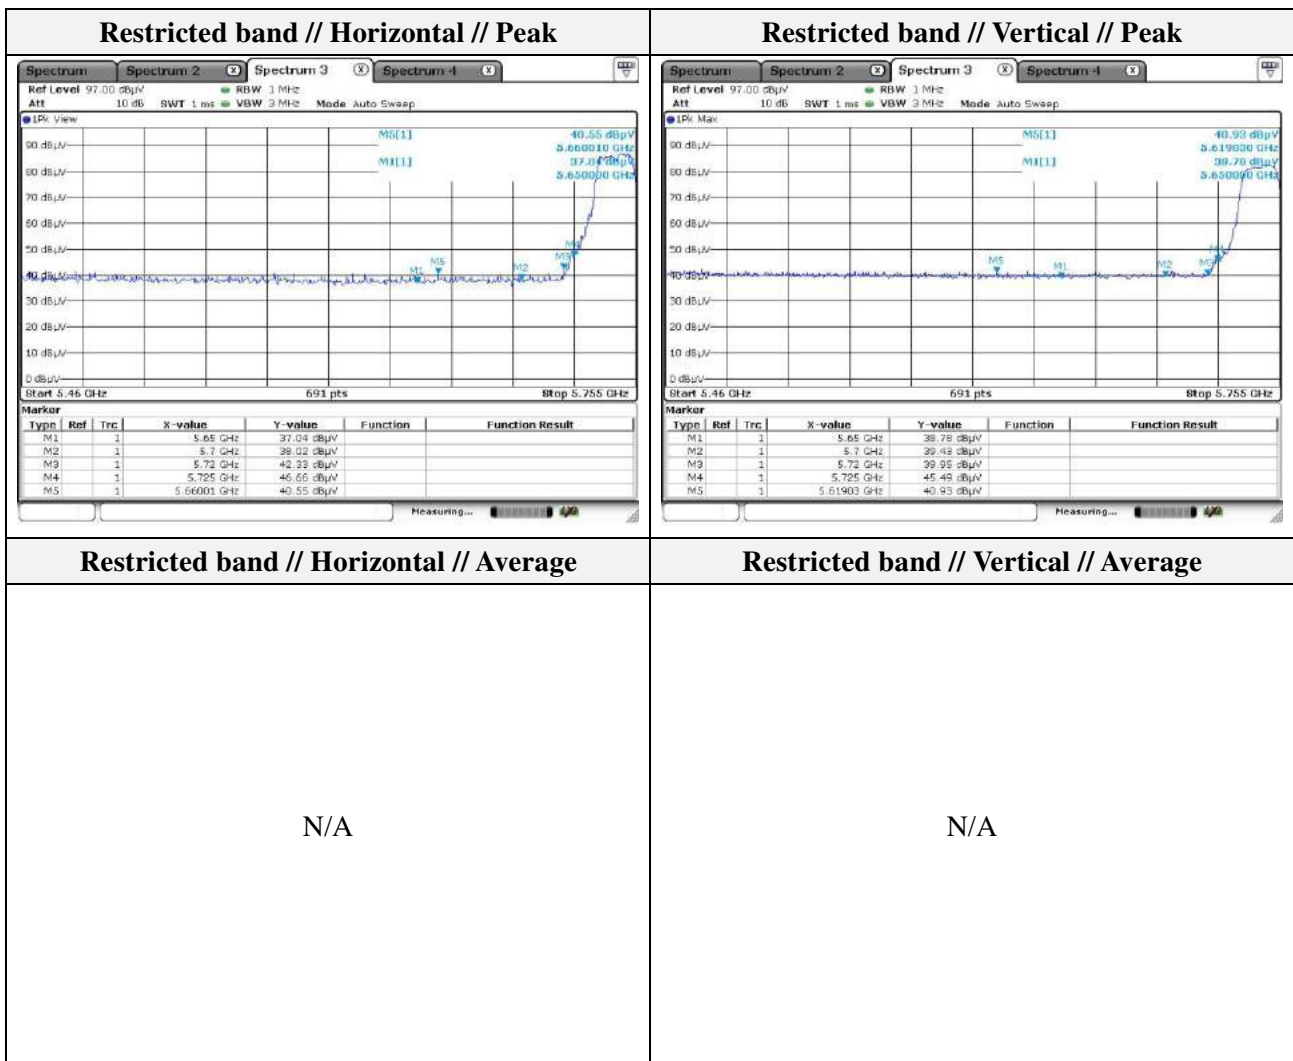 Restricted band // Horizontal // Peak
Restricted band // Vertical // Peak
Spectrum Spectrum 2 Spectrum 3 Spectrum 4
Ref Level 97.00 dBµV RBW 1 MHz
Att 10 dB SWT 1 ms VBW 3 MHz Mode Auto Sweep
1Pk View
M5[1] 40.55 dBµV
5.660010 GHz
M1[1] 37.04 dBµV
5.650000 GHz
90 dBµV
80 dBµV
70 dBµV
60 dBµV
50 dBµV
40 dBµV
30 dBµV
20 dBµV
10 dBµV
0 dBµV
M1 M5 M2 M3 M4
Start 5.46 GHz 691 pts Stop 5.755 GHz
Marker
Type Ref Trc X-value Y-value Function Function Result
M1 1 5.65 GHz 37.04 dBµV
M2 1 5.7 GHz 38.02 dBµV
M3 1 5.72 GHz 42.33 dBµV
M4 1 5.725 GHz 46.66 dBµV
M5 1 5.66001 GHz 40.55 dBµV
Measuring...
Spectrum Spectrum 2 Spectrum 3 Spectrum 4
Ref Level 97.00 dBµV RBW 1 MHz
Att 10 dB SWT 1 ms VBW 3 MHz Mode Auto Sweep
1Pk Max
M5[1] 40.93 dBµV
5.619030 GHz
M1[1] 38.78 dBµV
5.650000 GHz
90 dBµV
80 dBµV
70 dBµV
60 dBµV
50 dBµV
40 dBµV
30 dBµV
20 dBµV
10 dBµV
0 dBµV
M5 M1 M2 M3 M4
Start 5.46 GHz 691 pts Stop 5.755 GHz
Marker
Type Ref Trc X-value Y-value Function Function Result
M1 1 5.65 GHz 38.78 dBµV
M2 1 5.7 GHz 39.43 dBµV
M3 1 5.72 GHz 39.95 dBµV
M4 1 5.725 GHz 45.49 dBµV
M5 1 5.61903 GHz 40.93 dBµV
Measuring...
Restricted band // Horizontal // Average
Restricted band // Vertical // Average
N/A
N/A